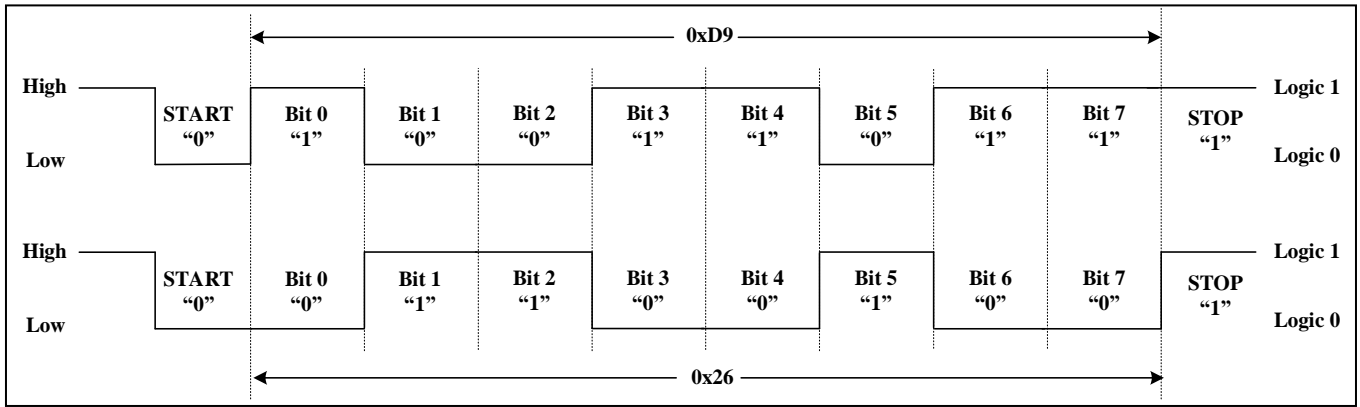 0xD9
High
Logic 1
START Bit 0 Bit 1 Bit 2 Bit 3 Bit 4 Bit 5 Bit 6 Bit 7 STOP
“0” “1” “0” “0” “1” “1” “0” “1” “1” “1”
Low
Logic 0
High
Logic 1
START Bit 0 Bit 1 Bit 2 Bit 3 Bit 4 Bit 5 Bit 6 Bit 7 STOP
“0” “0” “1” “1” “0” “0” “1” “0” “0” “1”
Low
Logic 0
0x26